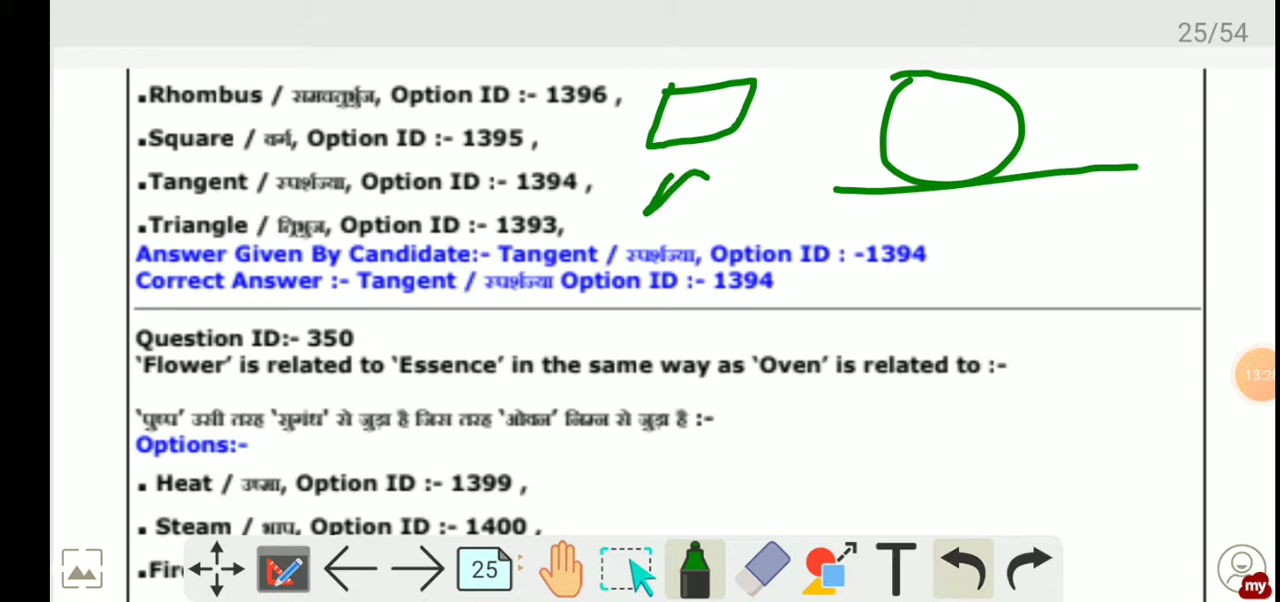 25/54
▪Rhombus / समचतुर्भुज, Option ID :- 1396 ,
▪Square / वर्ग, Option ID :- 1395 ,
▪Tangent / स्पर्शज्या, Option ID :- 1394 ,
▪Triangle / त्रिभुज, Option ID :- 1393,
Answer Given By Candidate:- Tangent / स्पर्शज्या, Option ID : -1394
Correct Answer :- Tangent / स्पर्शज्या Option ID :- 1394
Question ID:- 350
‘Flower’ is related to ‘Essence’ in the same way as ‘Oven’ is related to :-
‘पुष्प’ उसी तरह ‘सुगंध’ से जुड़ा है जिस तरह ‘ओवन’ निम्न से जुड़ा है :-
Options:-
▪ Heat / उष्मा, Option ID :- 1399 ,
▪ Steam / भाप, Option ID :- 1400 ,
25
T
my